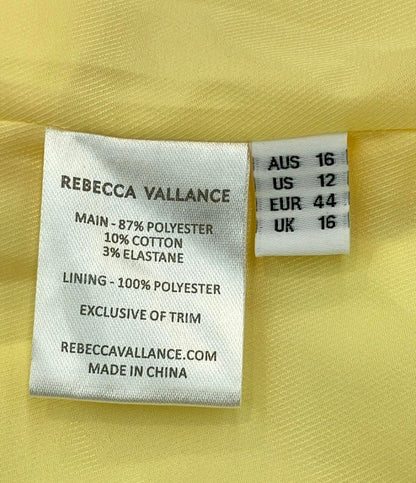 REBECCA VALLANCE
MAIN - 87% POLYESTER
10% COTTON
3% ELASTANE
LINING - 100% POLYESTER
EXCLUSIVE OF TRIM
REBECCAVALLANCE.COM
MADE IN CHINA
AUS 16
US 12
EUR 44
UK 16